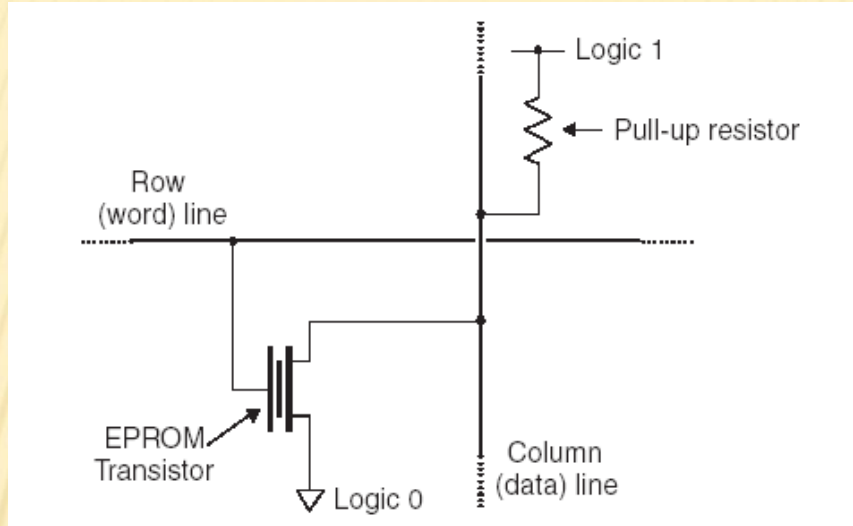 Logic 1
Pull-up resistor
Row
(word) line
EPROM
Transistor
Logic 0
Column
(data) line